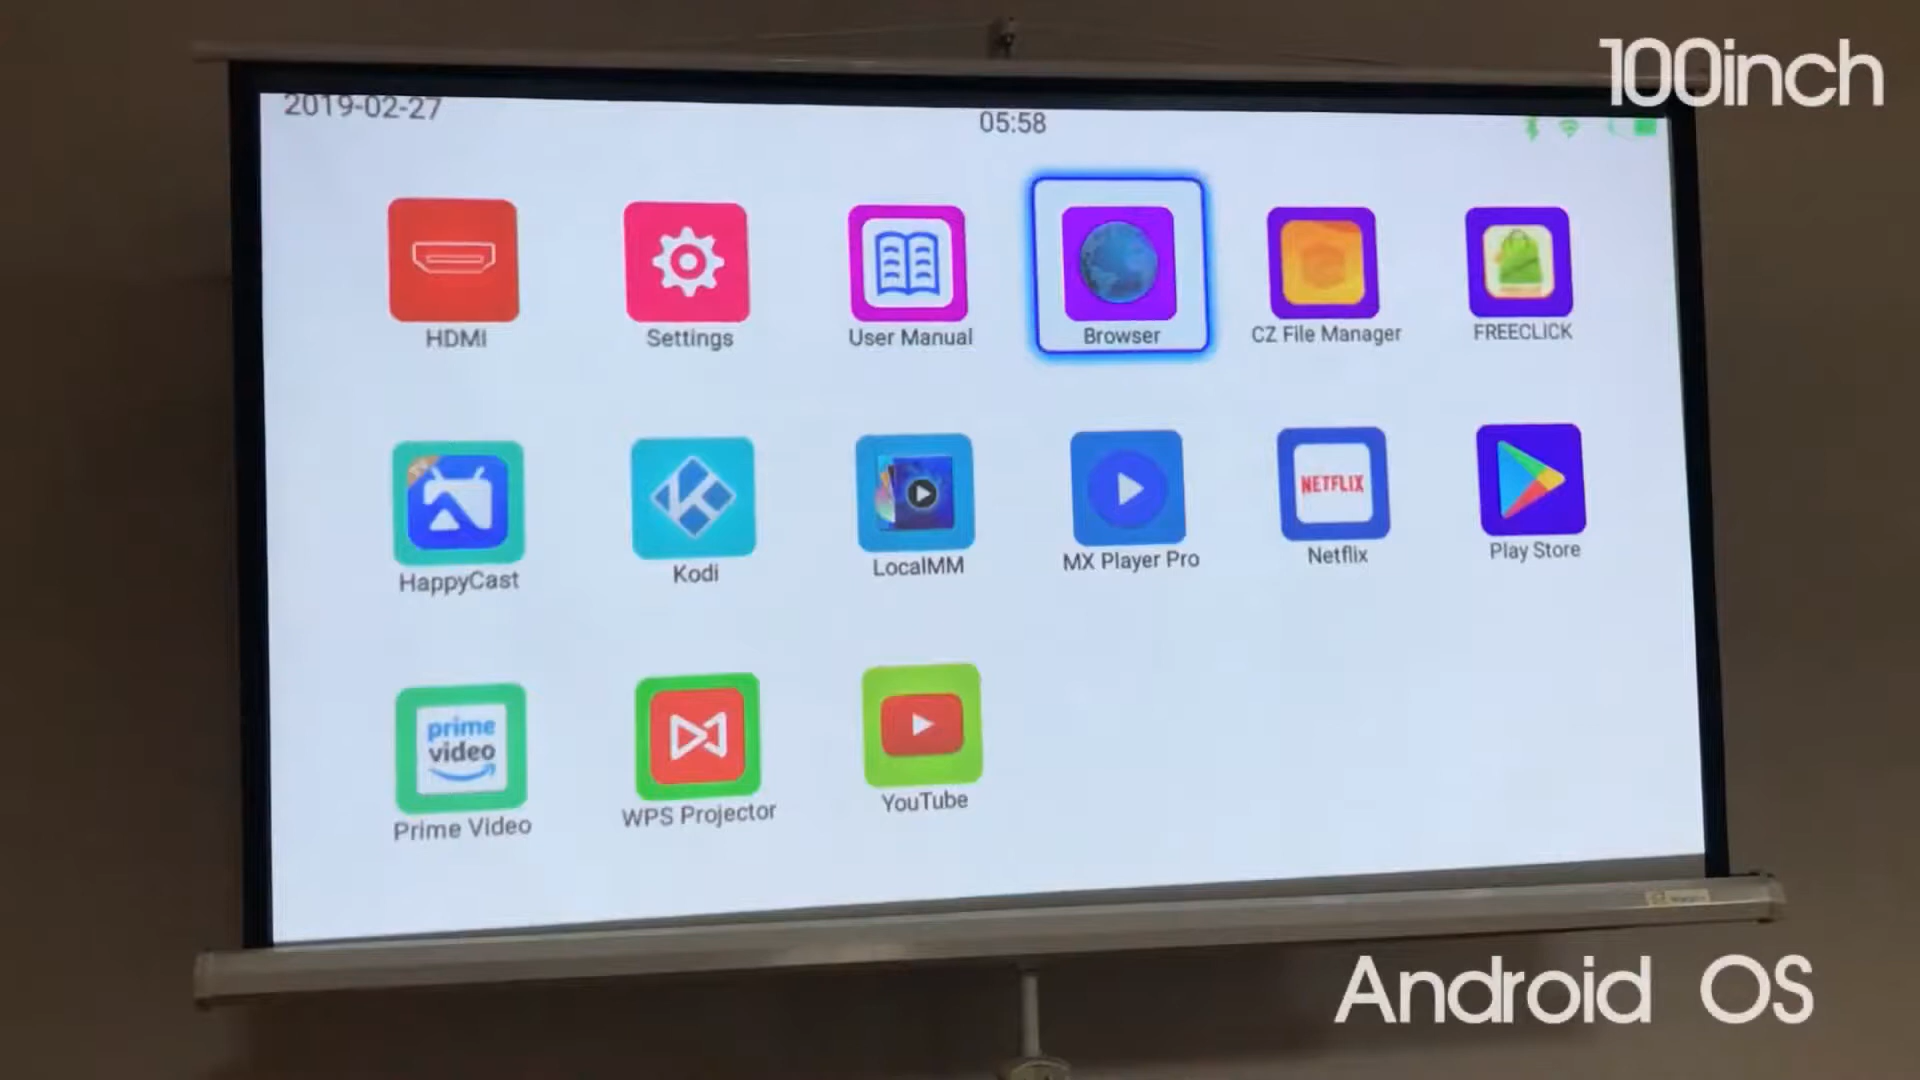 100inch
2019-02-27
05:58
HDMI
Settings
User Manual
Browser
CZ File Manager
FREECLICK
HappyCast
Kodi
LocalMM
MX Player Pro
NETFLIX
Netflix
Play Store
prime
video
Prime Video
WPS Projector
YouTube
Android OS